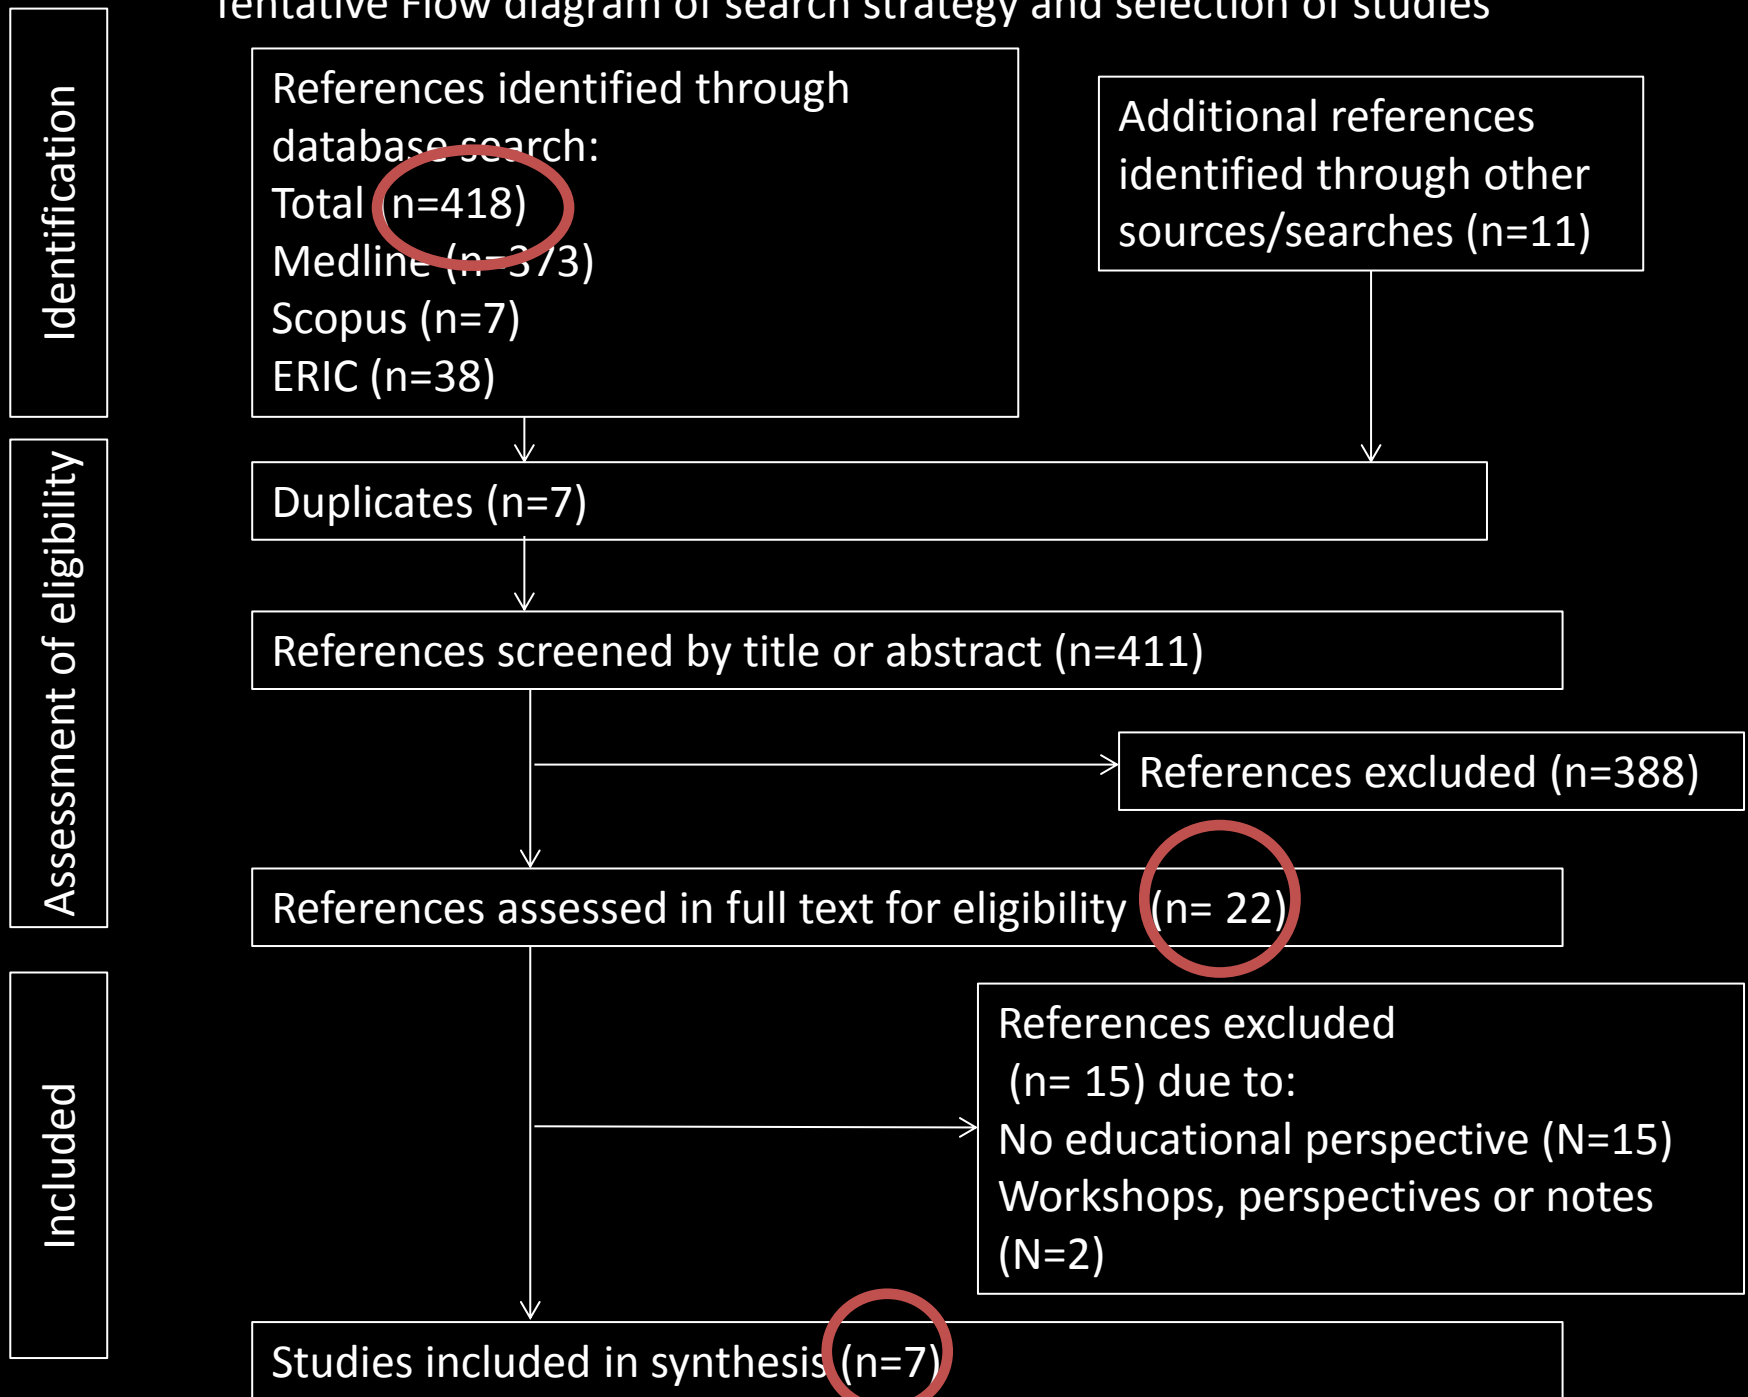 Tentative Flow diagram of search strategy and selection of studies
Identification
References identified through
database search:
Total (n=418)
Medline (n=373)
Scopus (n=7)
ERIC (n=38)
Additional references
identified through other
sources/searches (n=11)
Assessment of eligibility
Duplicates (n=7)
References screened by title or abstract (n=411)
References excluded (n=388)
References assessed in full text for eligibility (n= 22)
Included
References excluded
(n= 15) due to:
No educational perspective (N=15)
Workshops, perspectives or notes
(N=2)
Studies included in synthesis (n=7)